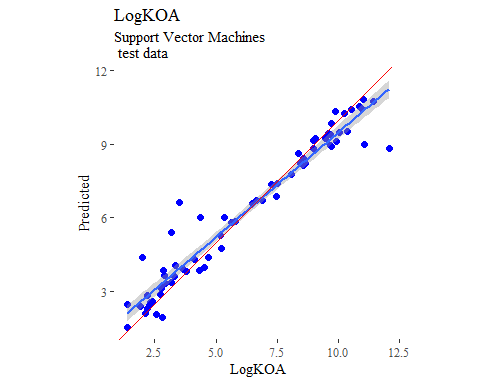 LogKOA
Support Vector Machines
test data
12
9
6
3
Predicted
2.5 5.0 7.5 10.0 12.5
LogKOA